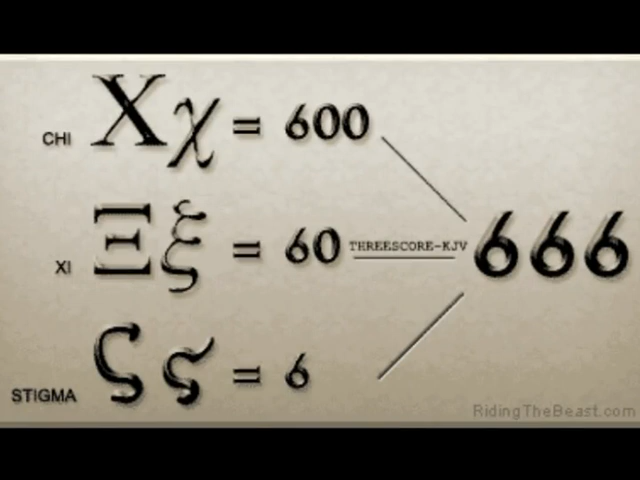 CHI Χχ = 600
XI Ξξ = 60 THREESCORE-KJV 666
STIGMA Ϛϛ = 6
RidingTheBeast.com